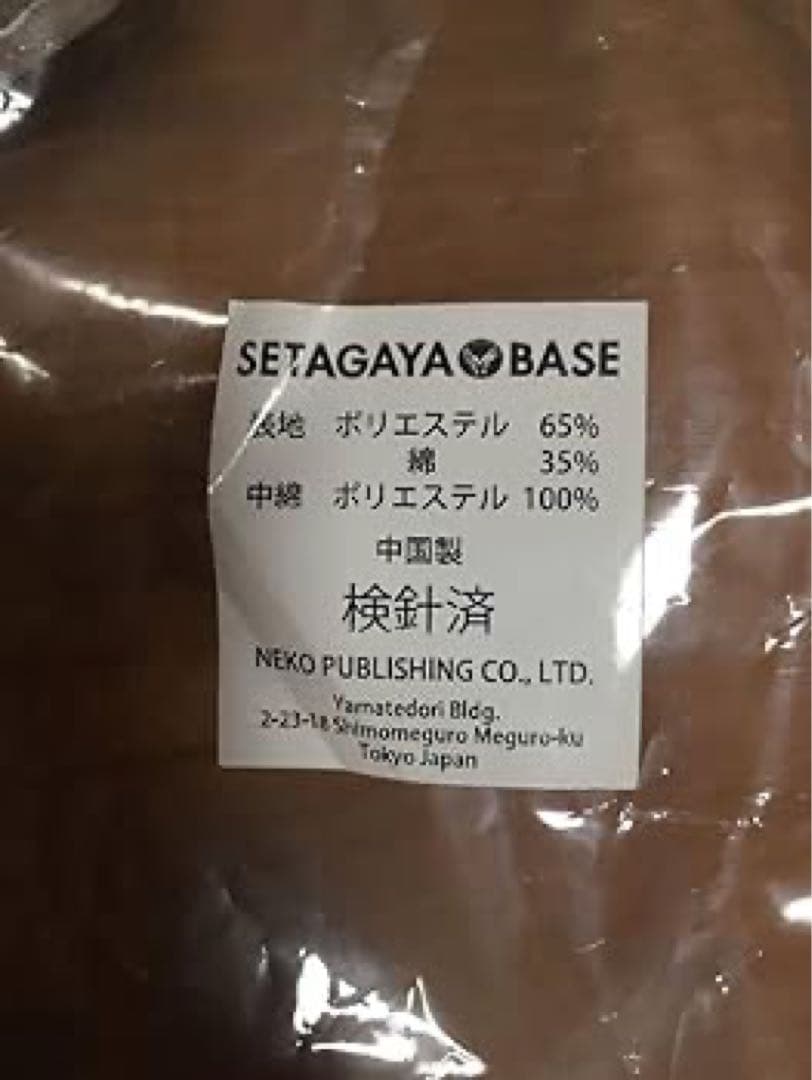 SETAGAYA BASE
表地 ポリエステル 65%
綿 35%
中綿 ポリエステル 100%
中国製
検針済
NEKO PUBLISHING CO., LTD.
Yamatedori Bldg.
2-23-18 Shimomeguro Meguro-ku
Tokyo Japan